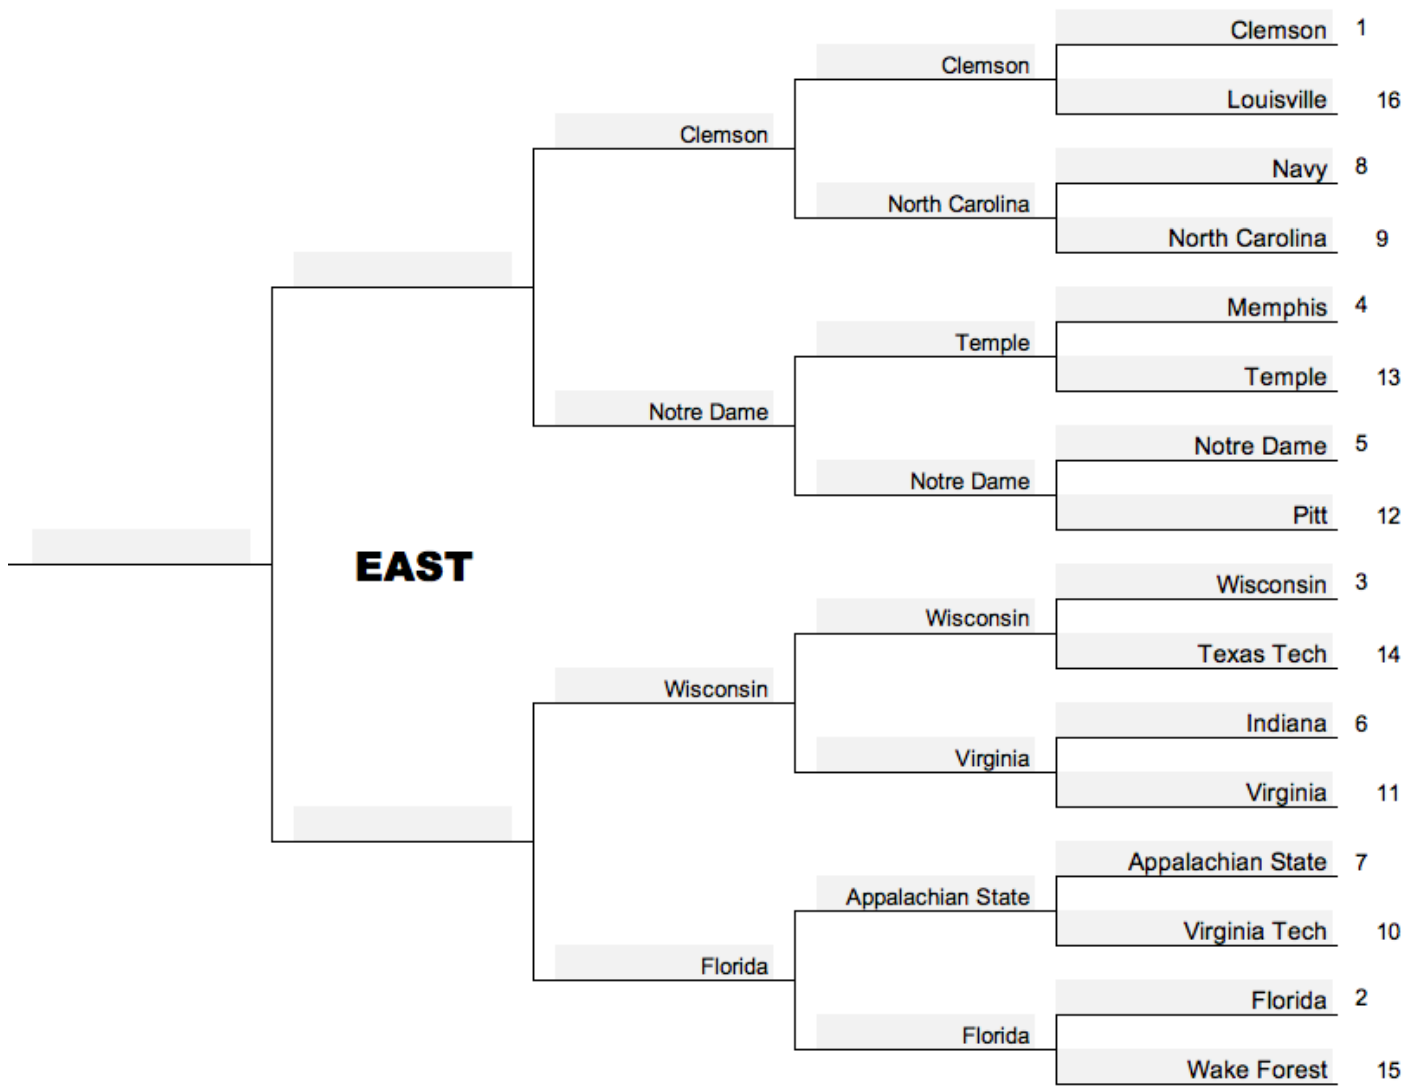 Clemson 1
Clemson
Louisville 16
Clemson
Navy 8
North Carolina
North Carolina 9
Memphis 4
Temple
Temple 13
Notre Dame
Notre Dame 5
Notre Dame
Pitt 12
EAST
Wisconsin 3
Wisconsin
Texas Tech 14
Wisconsin
Indiana 6
Virginia
Virginia 11
Appalachian State 7
Appalachian State
Virginia Tech 10
Florida
Florida 2
Florida
Wake Forest 15